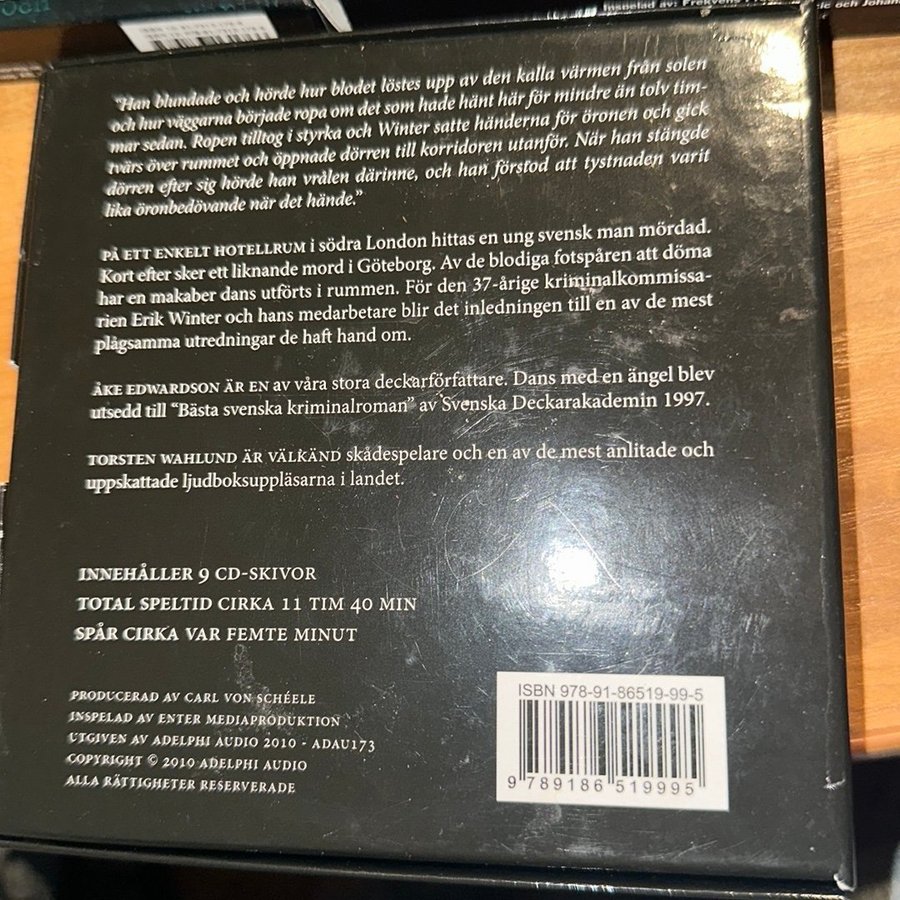 och
Inspelad av: Frekvens
och Johan
"Han blundade och hörde hur blodet löstes upp av den kalla värmen från solen
och hur väggarna började ropa om det som hade hänt här för mindre än tolv tim-
mar sedan. Ropen tilltog i styrka och Winter satte händerna för öronen och gick
tvärs över rummet och öppnade dörren till korridoren utanför. När han stängde
dörren efter sig hörde han vrålen därinne, och han förstod att tystnaden varit
lika öronbedövande när det hände."
PÅ ETT ENKELT HOTELLRUM i södra London hittas en ung svensk man mördad.
Kort efter sker ett liknande mord i Göteborg. Av de blodiga fotspåren att döma
har en makaber dans utförts i rummen. För den 37-årige kriminalkommissa-
rien Erik Winter och hans medarbetare blir det inledningen till en av de mest
plågsamma utredningar de haft hand om.
ÅKE EDWARDSON ÄR EN av våra stora deckarförfattare. Dans med en ängel blev
utsedd till "Bästa svenska kriminalroman" av Svenska Deckarakademin 1997.
TORSTEN WAHLUND ÄR VÄLKÄND skådespelare och en av de mest anlitade och
uppskattade ljudboksuppläsarna i landet.
INNEHÅLLER 9 CD-SKIVOR
TOTAL SPELTID CIRKA 11 TIM 40 MIN
SPÅR CIRKA VAR FEMTE MINUT
PRODUCERAD AV CARL VON SCHÉELE
INSPELAD AV ENTER MEDIAPRODUKTION
UTGIVEN AV ADELPHI AUDIO 2010 - ADAU173
COPYRIGHT © 2010 ADELPHI AUDIO
ALLA RÄTTIGHETER RESERVERADE
ISBN 978-91-86519-99-5
9 789186 519995